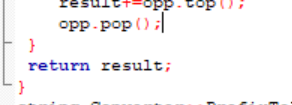 result+=opp.top();
opp.pop();
}
return result;
}